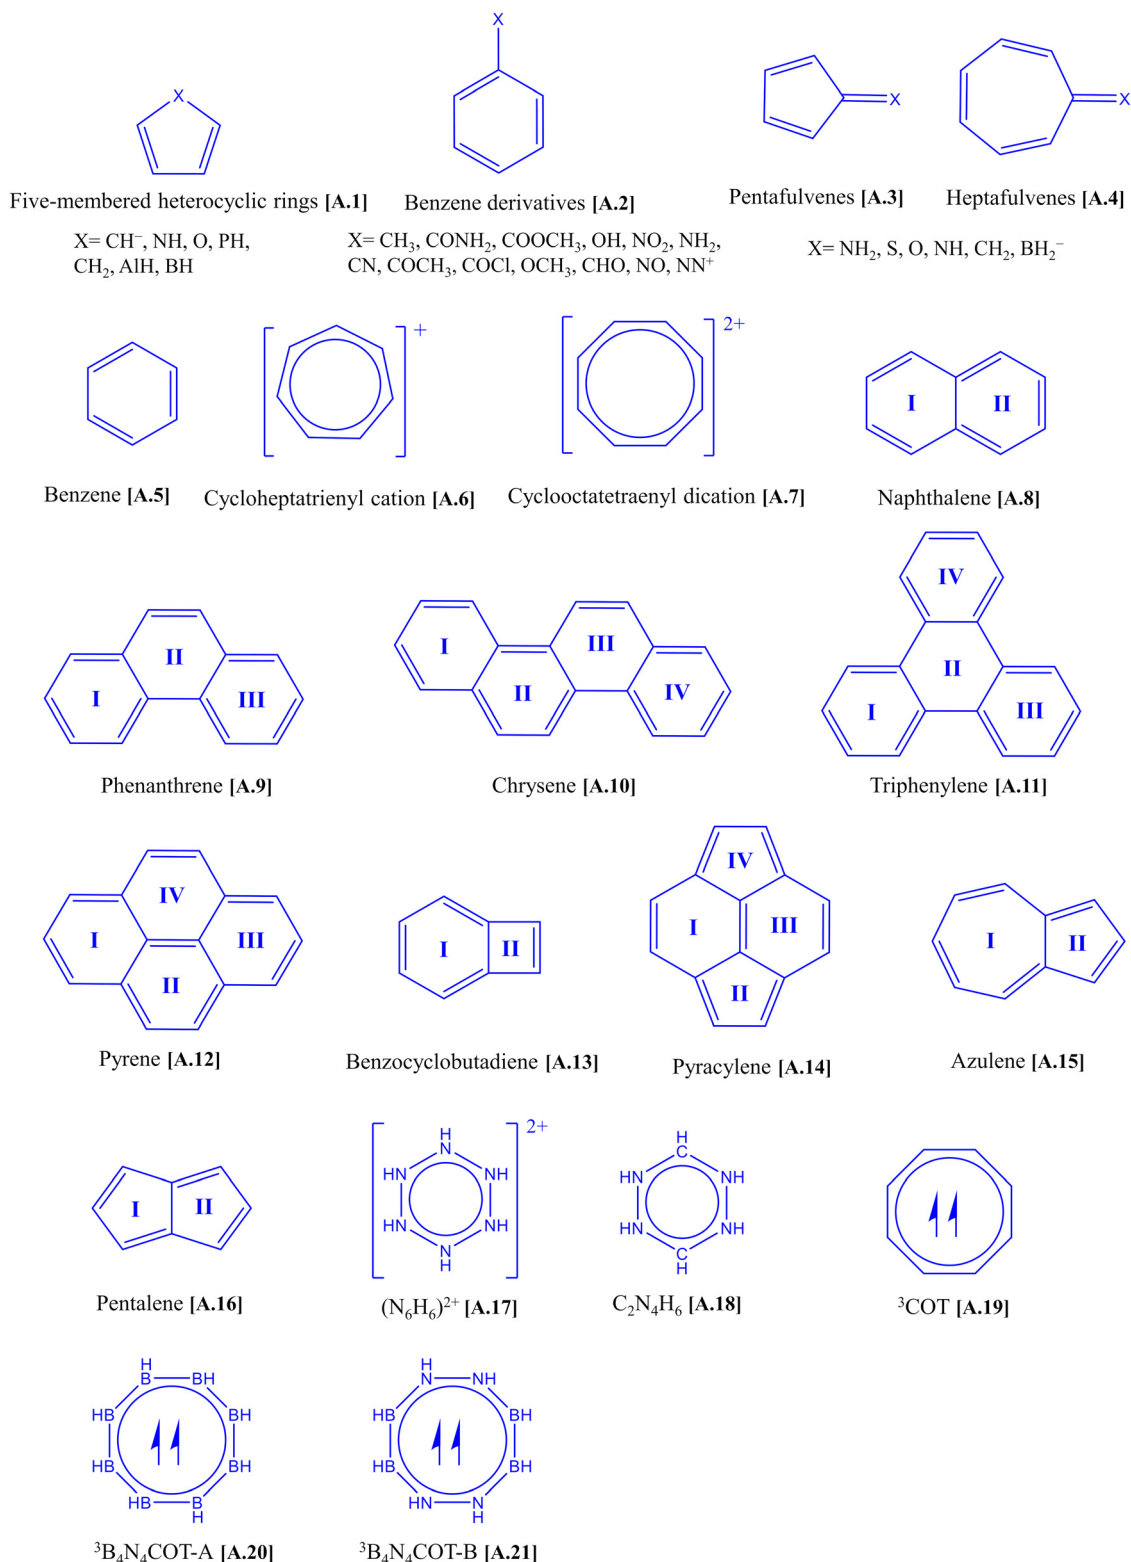 X
X
X
X
Five-membered heterocyclic rings [A.1]
Benzene derivatives [A.2]
Pentafulvenes [A.3]
Heptafulvenes [A.4]
X= CH⁻, NH, O, PH,
CH₂, AlH, BH
X= CH₃, CONH₂, COOCH₃, OH, NO₂, NH₂,
CN, COCH₃, COCl, OCH₃, CHO, NO, NN⁺
X= NH₂, S, O, NH, CH₂, BH₂⁻
+
2+
I II
Benzene [A.5]
Cycloheptatrienyl cation [A.6]
Cyclooctatetraenyl dication [A.7]
Naphthalene [A.8]
I II III
I II III IV
I II III IV
Phenanthrene [A.9]
Chrysene [A.10]
Triphenylene [A.11]
I II III IV
I II
I II III IV
I II
Pyrene [A.12]
Benzocyclobutadiene [A.13]
Pyracylene [A.14]
Azulene [A.15]
I II
2+
H
N
HN NH
HN NH
N
H
H
C
HN NH
HN NH
C
H
Pentalene [A.16]
(N₆H₆)²⁺ [A.17]
C₂N₄H₆ [A.18]
³COT [A.19]
H
B BH
HB BH
HB BH
HB B
H
H
N NH
HB BH
HB BH
HN N
H
³B₄N₄COT-A [A.20]
³B₄N₄COT-B [A.21]